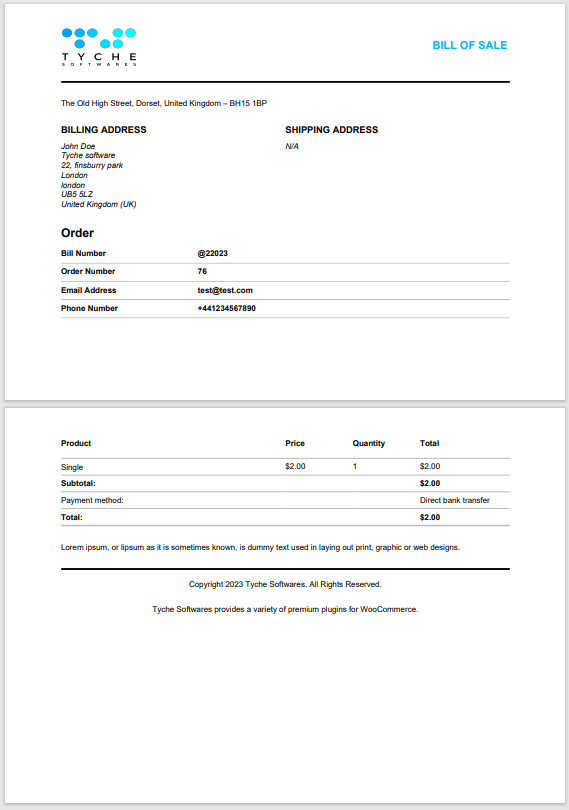 TYCHE
SOFTWARES
BILL OF SALE
The Old High Street, Dorset, United Kingdom – BH15 1BP
BILLING ADDRESS SHIPPING ADDRESS
John Doe N/A
Tyche software
22, finsburry park
London
london
UB5 5LZ
United Kingdom (UK)
Order
Bill Number @22023
Order Number 76
Email Address test@test.com
Phone Number +441234567890
Product Price Quantity Total
Single $2.00 1 $2.00
Subtotal: $2.00
Payment method: Direct bank transfer
Total: $2.00
Lorem ipsum, or lipsum as it is sometimes known, is dummy text used in laying out print, graphic or web designs.
Copyright 2023 Tyche Softwares. All Rights Reserved.
Tyche Softwares provides a variety of premium plugins for WooCommerce.